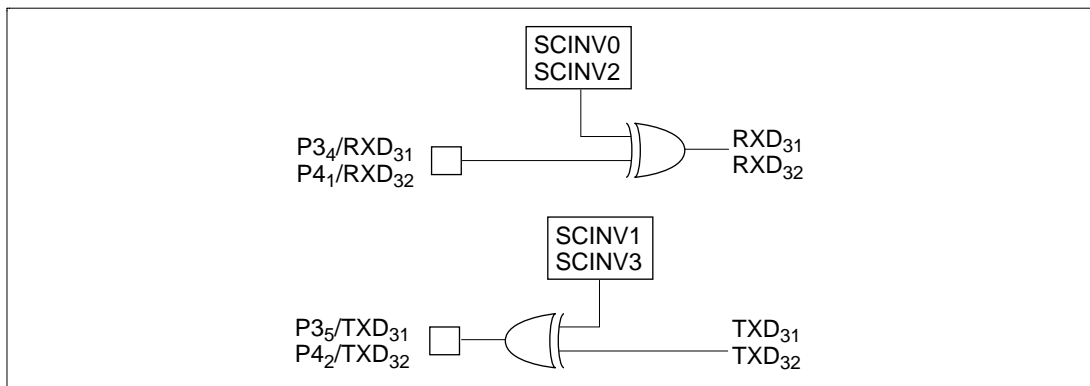 SCINV0
SCINV2
P3₄/RXD₃₁
P4₁/RXD₃₂
RXD₃₁
RXD₃₂
SCINV1
SCINV3
P3₅/TXD₃₁
P4₂/TXD₃₂
TXD₃₁
TXD₃₂